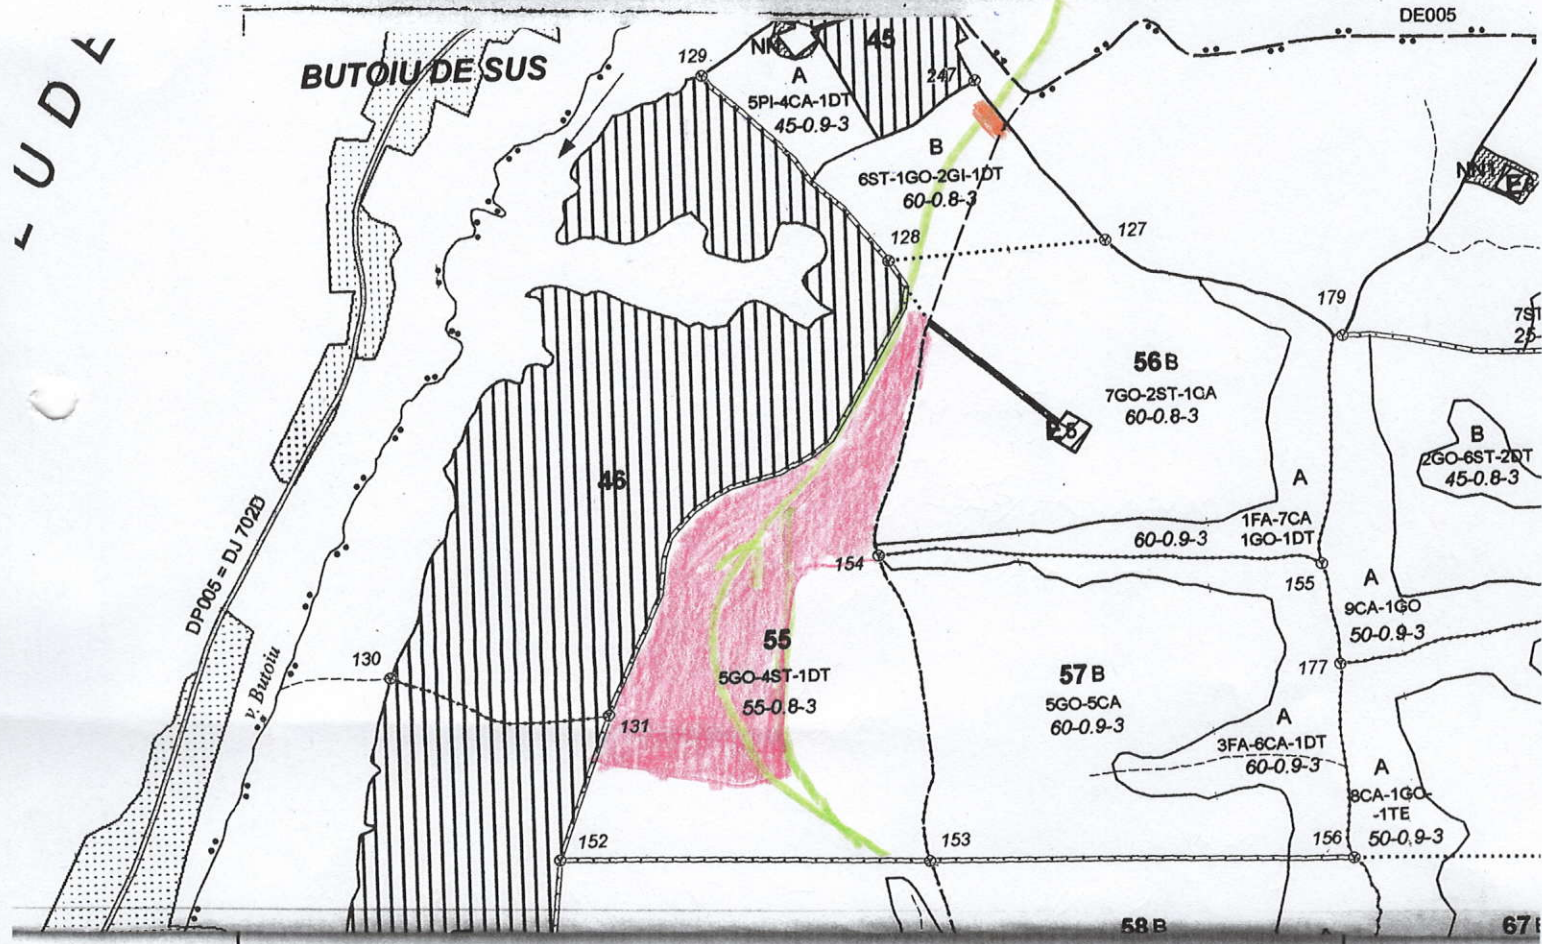 DE005
BUTOIU DE SUS
LUDE
129
NN
45
247
A
5PI-4CA-1DT
45-0.9-3
B
6ST-1GO-2GI-1DT
60-0.8-3
128
127
179
56 B
7GO-2ST-1CA
60-0.8-3
B
2GO-6ST-2DT
45-0.8-3
46
A
1FA-7CA
1GO-1DT
60-0.9-3
154
155
DP005 = DJ 702D
A
9CA-1GO
50-0.9-3
55
5GO-4ST-1DT
55-0.8-3
130
v. Butoiu
131
57 B
5GO-5CA
60-0.9-3
177
A
3FA-6CA-1DT
60-0.9-3
A
8CA-1GO-
-1TE
50-0.9-3
152
153
156
58 B
67